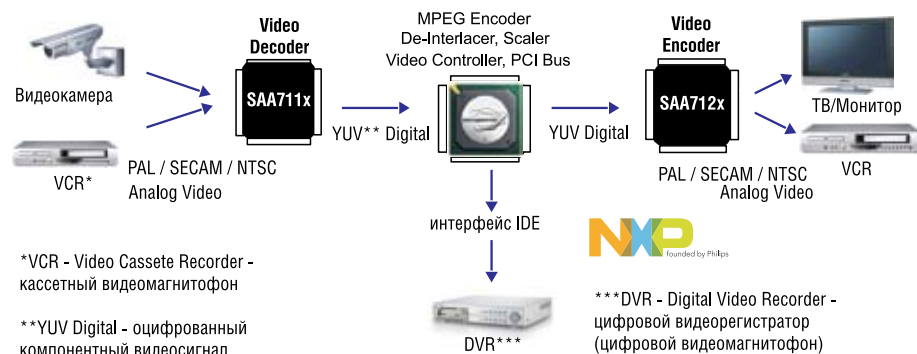 Video
Decoder
MPEG Encoder
De-Interlacer, Scaler
Video Controller, PCI Bus
Video
Encoder
Видеокамера
SAA711x
SAA712x
ТВ/Монитор
YUV** Digital
YUV Digital
VCR*
PAL / SECAM / NTSC
Analog Video
PAL / SECAM / NTSC
Analog Video
VCR
интерфейс IDE
NXP
founded by Philips
*VCR - Video Cassete Recorder -
кассетный видеомагнитофон
**YUV Digital - оцифрованный
компонентный видеосигнал
DVR***
***DVR - Digital Video Recorder -
цифровой видеорегистратор
(цифровой видеомагнитофон)